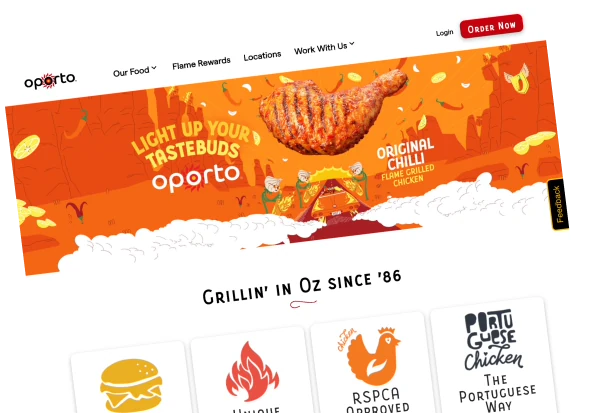 oporto.
Our Food
Flame Rewards
Locations
Work With Us
Login
Order Now
LIGHT UP YOUR
TASTEBUDS
oporto
ORIGINAL
CHILLI
FLAME GRILLED
CHICKEN
Feedback
Grillin' in Oz since '86
Unique
chicken
RSPCA
Approved
PORTU
GUESE
chicken
The
Portuguese
Way